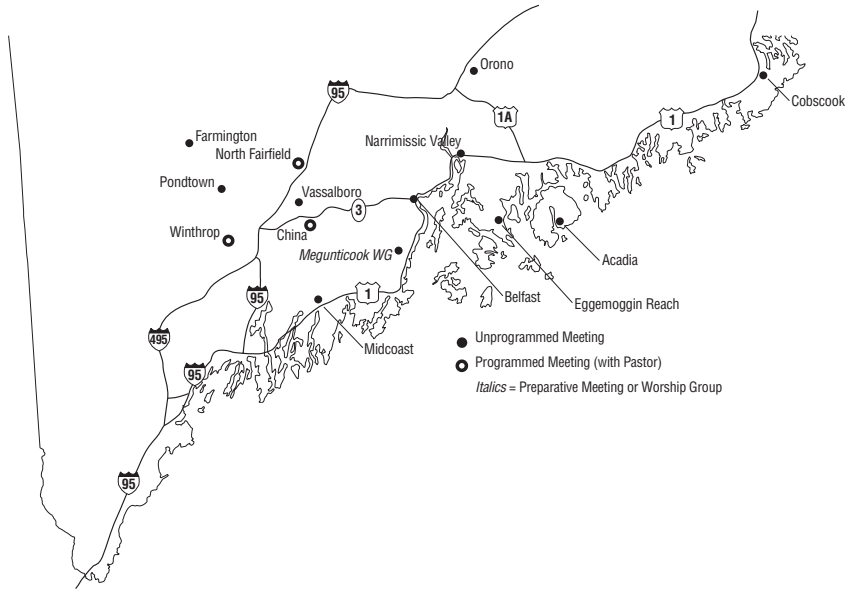 Orono
95
1A
1
Cobscook
Farmington
North Fairfield
Narrimissic Valley
Pondtown
Vassalboro
3
Winthrop
China
Megunticook WG
Acadia
95
1
Belfast
Eggemoggin Reach
495
Midcoast
Unprogrammed Meeting
95
Programmed Meeting (with Pastor)
Italics = Preparative Meeting or Worship Group
95